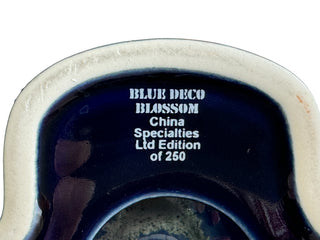 BLUE DECO
BLOSSOM
China
Specialties
Ltd Edition
of 250